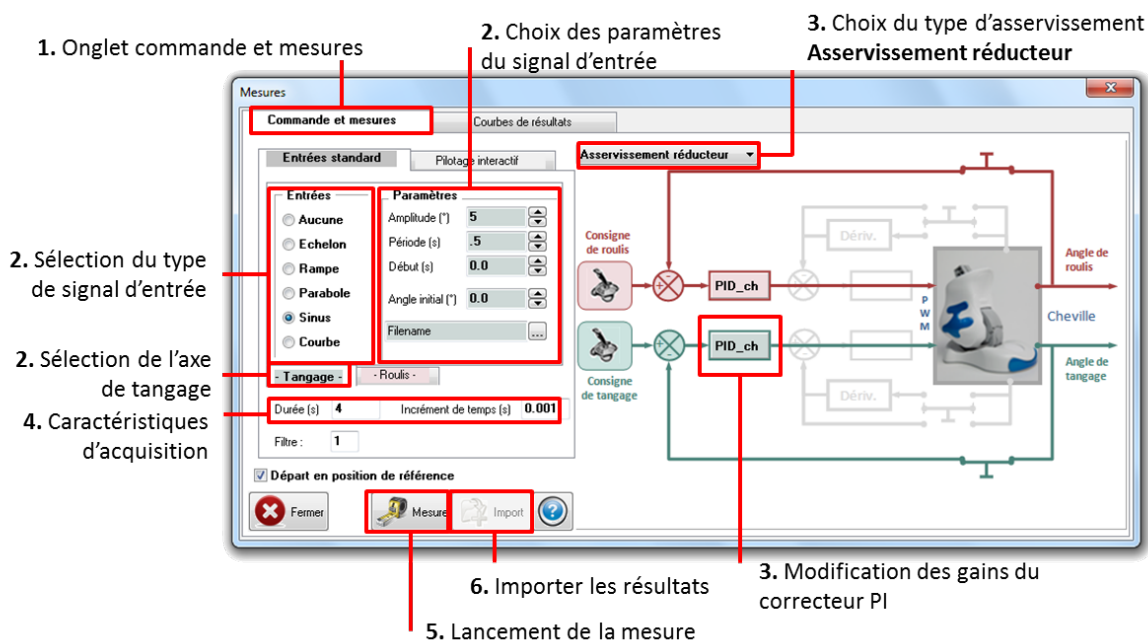 1. Onglet commande et mesures
2. Choix des paramètres
du signal d'entrée
3. Choix du type d'asservissement
Asservissement réducteur
Mesures
Commande et mesures
Courbes de résultats
Entrées standard
Pilotage interactif
Asservissement réducteur
Entrées
Aucune
Echelon
Rampe
Parabole
Sinus
Courbe
Paramètres
Amplitude (°) 5
Période (s) .5
Début (s) 0.0
Angle initial (°) 0.0
Filename ...
2. Sélection du type
de signal d'entrée
2. Sélection de l'axe
de tangage
- Tangage -
- Roulis -
4. Caractéristiques
d'acquisition
Durée (s) 4 Incrément de temps (s) 0.001
Filtre : 1
Départ en position de référence
Fermer
Mesure
Import
?
Consigne
de roulis
+ -
PID_ch
Dériv.
Angle de
roulis
P
W
M
Cheville
Consigne
de tangage
+ -
PID_ch
Dériv.
Angle de
tangage
6. Importer les résultats
3. Modification des gains du
correcteur PI
5. Lancement de la mesure